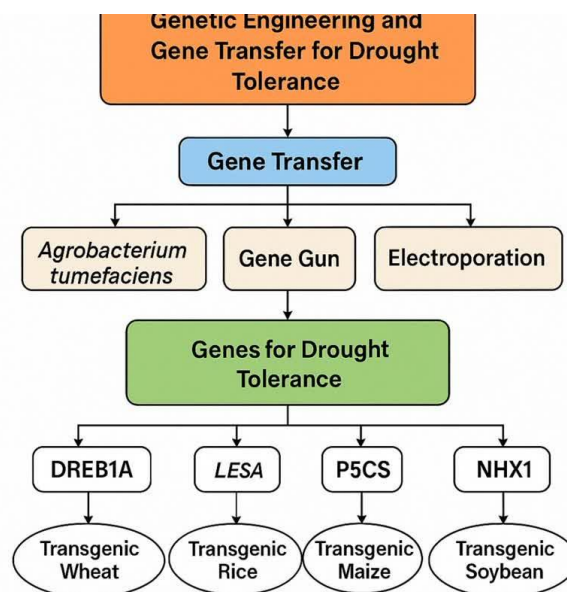 Genetic Engineering and
Gene Transfer for Drought
Tolerance
Gene Transfer
Agrobacterium
tumefaciens
Gene Gun
Electroporation
Genes for Drought
Tolerance
DREB1A
LESA
P5CS
NHX1
Transgenic
Wheat
Transgenic
Rice
Transgenic
Maize
Transgenic
Soybean